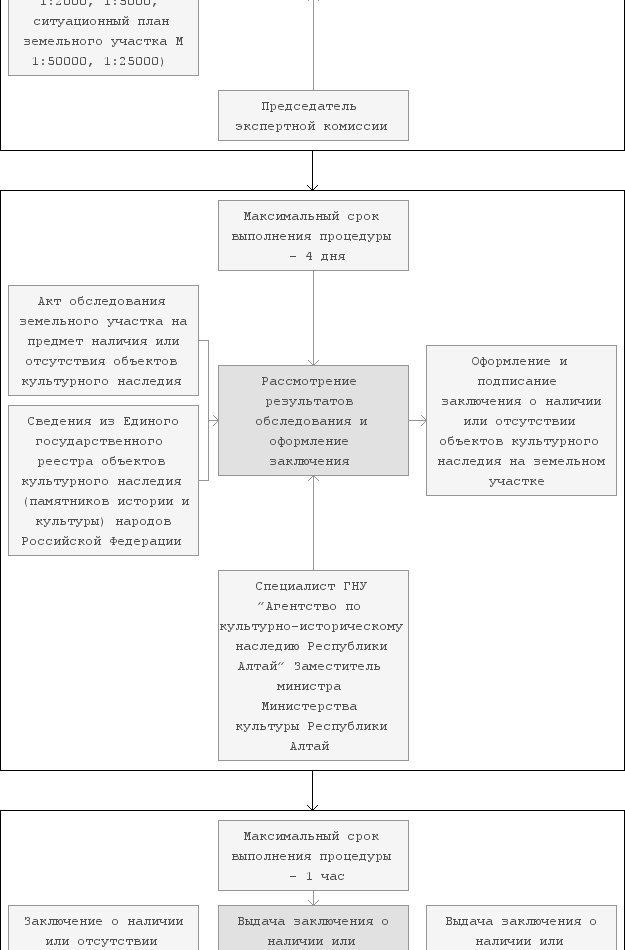 1:2000, 1:5000,
ситуационный план
земельного участка М
1:50000, 1:25000)
Председатель
экспертной комиссии
Максимальный срок
выполнения процедуры
- 4 дня
Акт обследования
земельного участка на
предмет наличия или
отсутствия объектов
культурного наследия
Сведения из Единого
государственного
реестра объектов
культурного наследия
(памятников истории и
культуры) народов
Российской Федерации
Рассмотрение
результатов
обследования и
оформление
заключения
Оформление и
подписание
заключения о наличии
или отсутствии
объектов культурного
наследия на земельном
участке
Специалист ГНУ
"Агентство по
культурно-историческому
наследию Республики
Алтай" Заместитель
министра
Министерства
культуры Республики
Алтай
Максимальный срок
выполнения процедуры
- 1 час
Заключение о наличии
или отсутствии
Выдача заключения о
наличии или
Выдача заключения о
наличии или